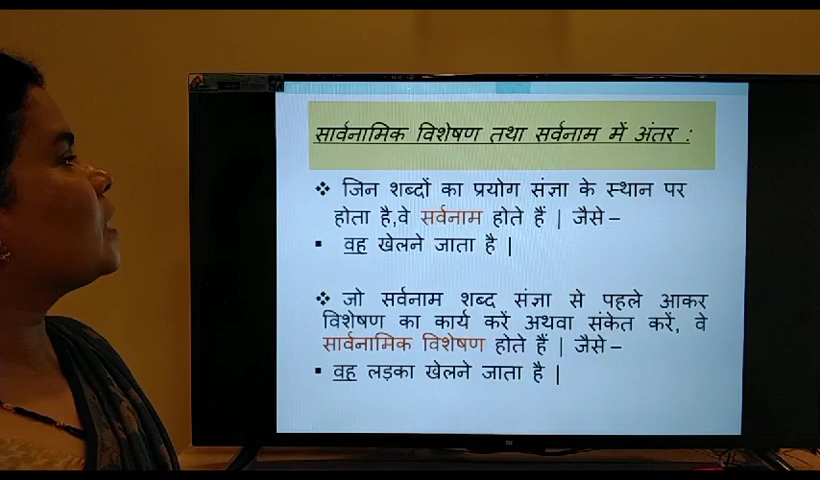 सार्वनामिक विशेषण तथा सर्वनाम में अंतर :
❖ जिन शब्दों का प्रयोग संज्ञा के स्थान पर
होता है,वे सर्वनाम होते हैं | जैसे –
▪ वह खेलने जाता है |
❖ जो सर्वनाम शब्द संज्ञा से पहले आकर
विशेषण का कार्य करें अथवा संकेत करें, वे
सार्वनामिक विशेषण होते हैं | जैसे –
▪ वह लड़का खेलने जाता है |